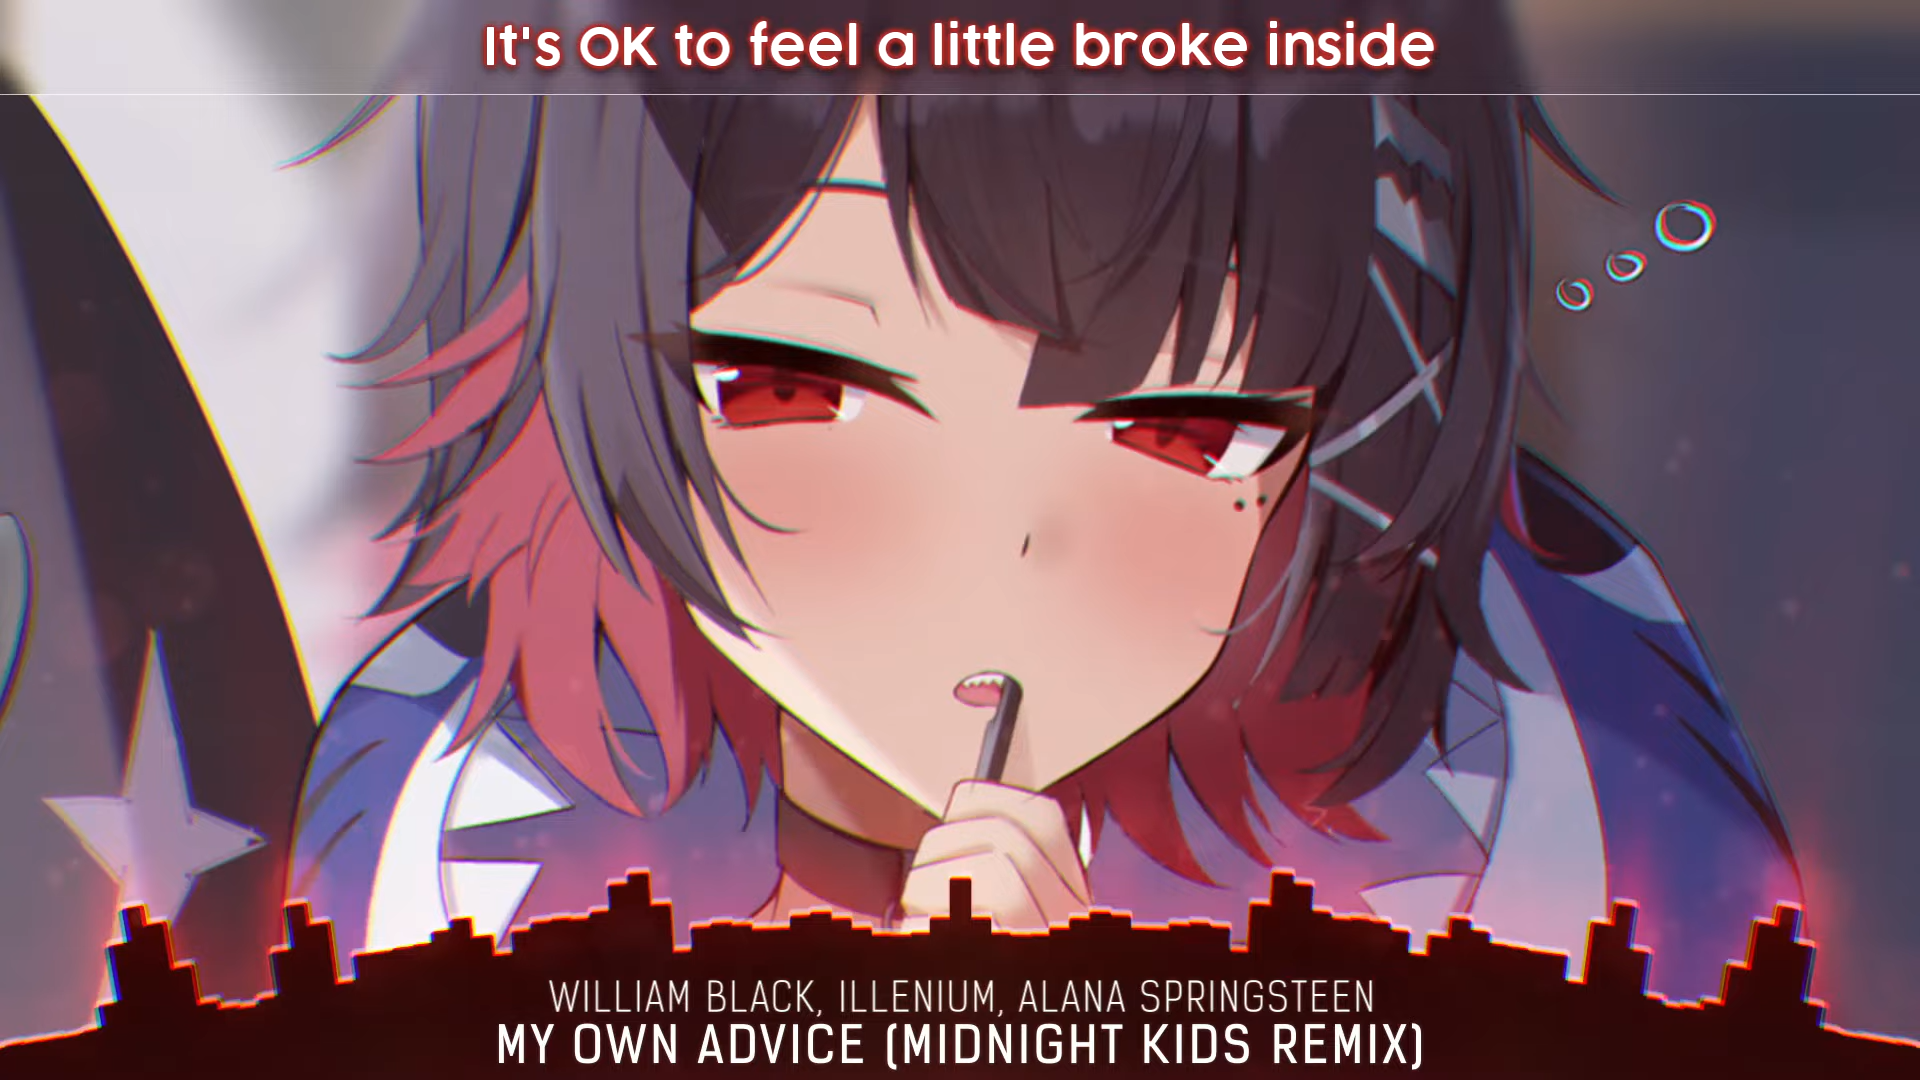 It's OK to feel a little broke inside
WILLIAM BLACK, ILLENIUM, ALANA SPRINGSTEEN
MY OWN ADVICE (MIDNIGHT KIDS REMIX)